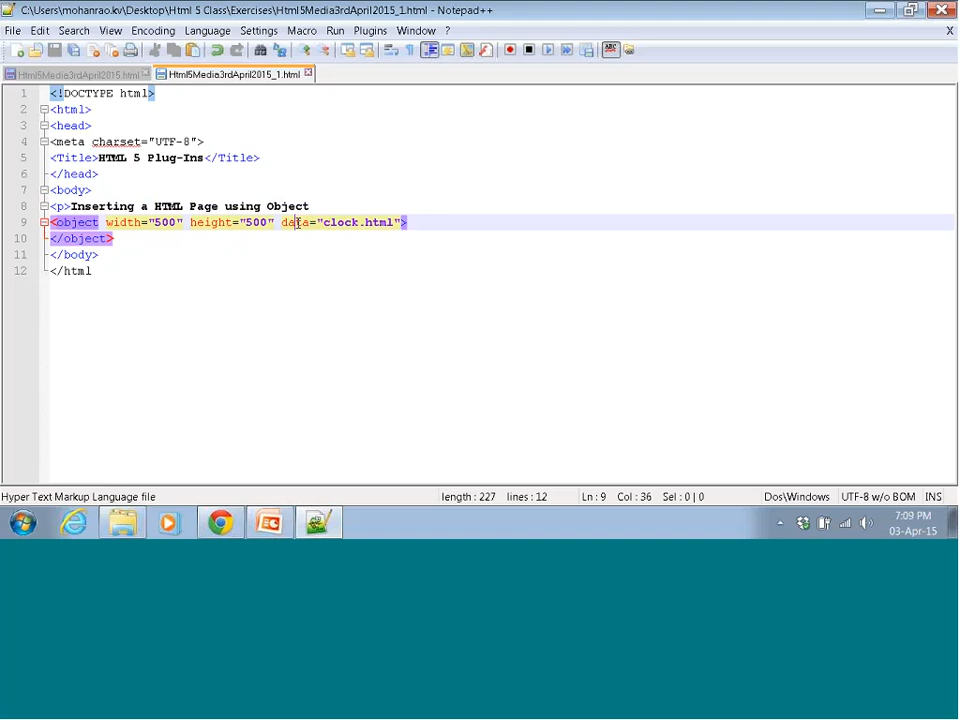 C:\Users\mohanrao.kv\Desktop\Html 5 Class\Exercises\Html5Media3rdApril2015_1.html - Notepad++
File Edit Search View Encoding Language Settings Macro Run Plugins Window ? X
Html5Media3rdApril2015.html Html5Media3rdApril2015_1.html
1 <!DOCTYPE html>
2 <html>
3 <head>
4 <meta charset="UTF-8">
5 <Title>HTML 5 Plug-Ins</Title>
6 </head>
7 <body>
8 <p>Inserting a HTML Page using Object
9 <object width="500" height="500" data="clock.html">
10 </object>
11 </body>
12 </html
Hyper Text Markup Language file length : 227 lines : 12 Ln : 9 Col : 36 Sel : 0 | 0 Dos\Windows UTF-8 w/o BOM INS
7:09 PM
03-Apr-15